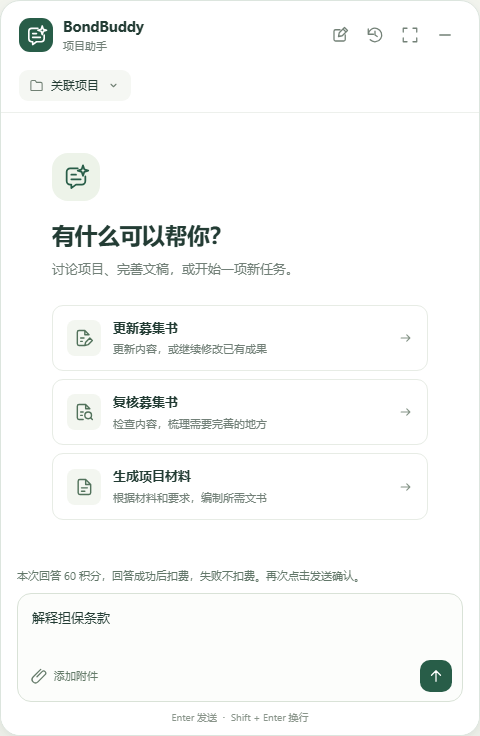 BondBuddy
项目助手
关联项目
有什么可以帮你？
讨论项目、完善文稿，或开始一项新任务。
更新募集书
更新内容，或继续修改已有成果
复核募集书
检查内容，梳理需要完善的地方
生成项目材料
根据材料和要求，编制所需文书
本次回答 60 积分，回答成功后扣费，失败不扣费。再次点击发送确认。
解释担保条款
添加附件
Enter 发送 · Shift + Enter 换行